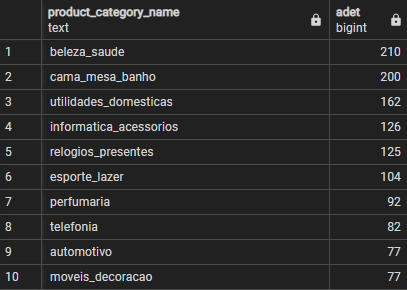 product_category_name adet
text bigint
1 beleza_saude 210
2 cama_mesa_banho 200
3 utilidades_domesticas 162
4 informatica_acessorios 126
5 relogios_presentes 125
6 esporte_lazer 104
7 perfumaria 92
8 telefonia 82
9 automotivo 77
10 moveis_decoracao 77